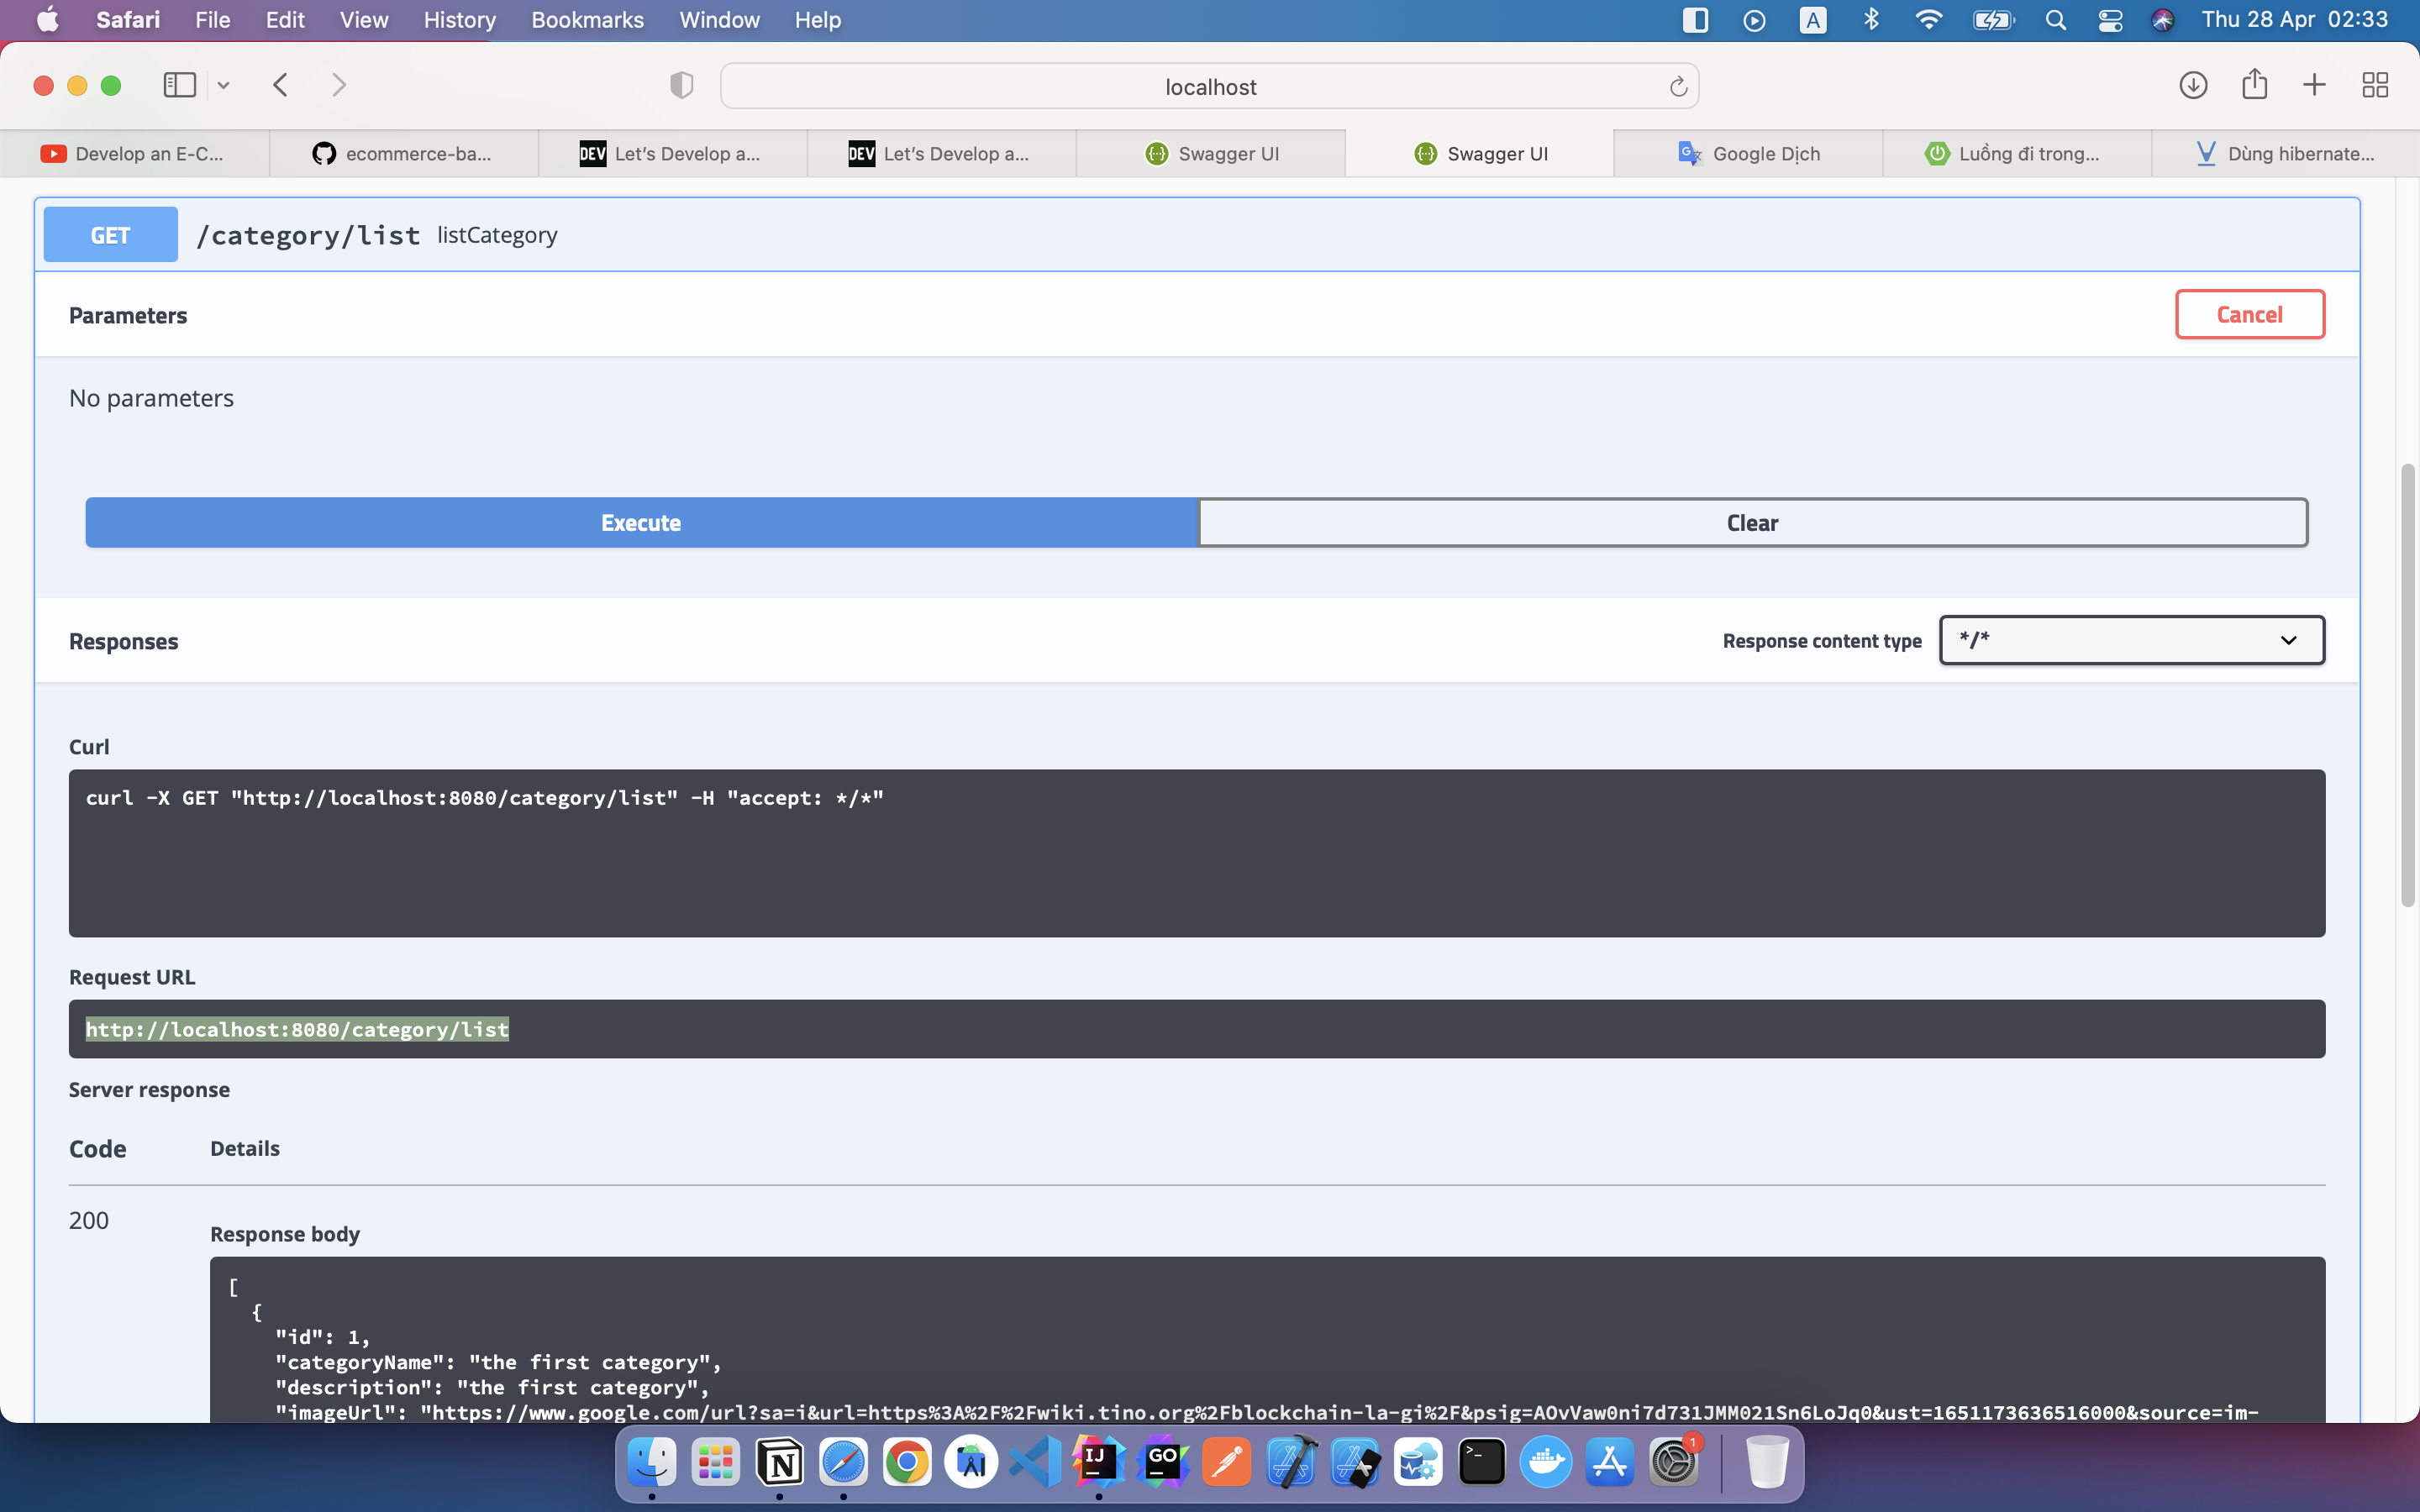 Safari File Edit View History Bookmarks Window Help A Thu 28 Apr 02:33
localhost
Develop an E-C... ecommerce-ba... DEV Let's Develop a... DEV Let's Develop a... Swagger UI Swagger UI Google Dịch Luồng đi trong... Dùng hibernate...
GET /category/list listCategory
Parameters Cancel
No parameters
Execute Clear
Responses Response content type */*
Curl
curl -X GET "http://localhost:8080/category/list" -H "accept: */*"
Request URL
http://localhost:8080/category/list
Server response
Code Details
200
Response body
[
{
"id": 1,
"categoryName": "the first category",
"description": "the first category",
"imageUrl": "https://www.google.com/url?sa=i&url=https%3A%2F%2Fwiki.tino.org%2Fblockchain-la-gi%2F&psig=AOvVaw0ni7d731JMM021Sn6LoJq0&ust=1651173636516000&source=im-
IJ GO 1